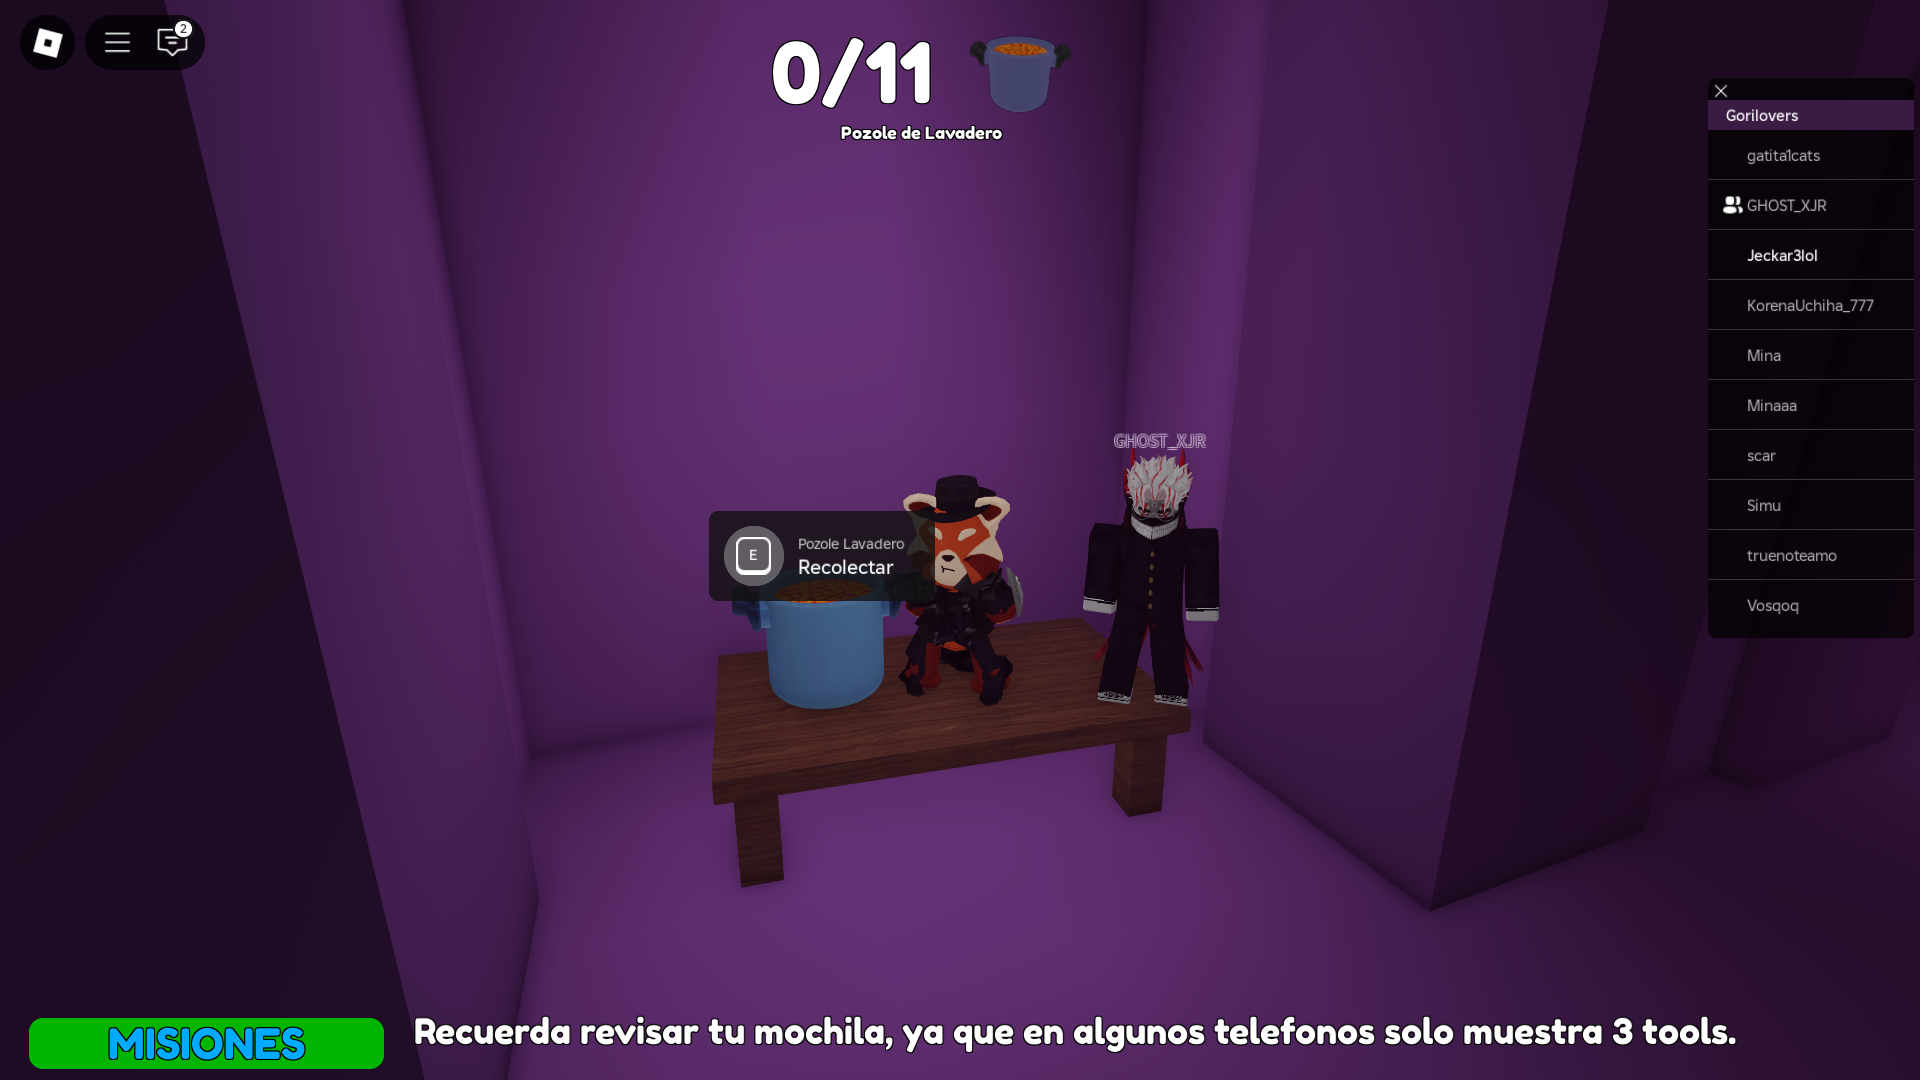 2
0/11
Pozole de Lavadero
Gorilovers
gatita1cats
GHOST_XJR
Jeckar3lol
KorenaUchiha_777
Mina
Minaaa
scar
Simu
truenoteamo
Vosqoq
GHOST_XJR
E
Pozole Lavadero
Recolectar
MISIONES
Recuerda revisar tu mochila, ya que en algunos telefonos solo muestra 3 tools.